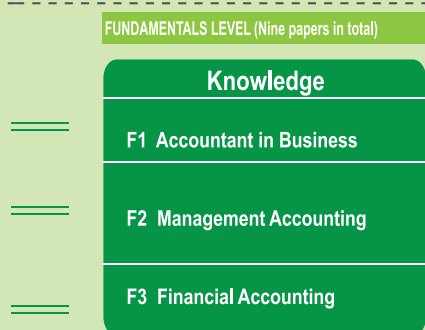 FUNDAMENTALS LEVEL (Nine papers in total)
Knowledge
F1 Accountant in Business
F2 Management Accounting
F3 Financial Accounting